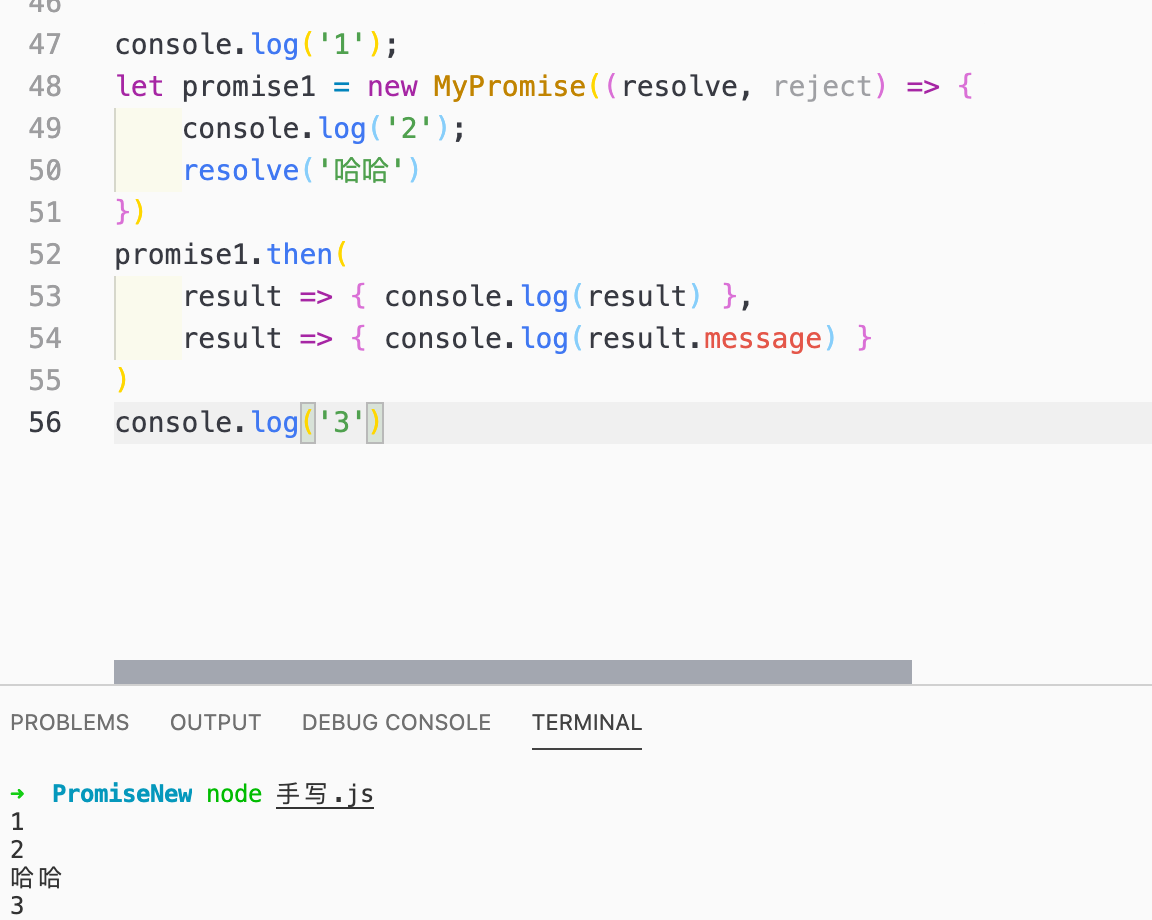 46
47 console.log('1');
48 let promise1 = new MyPromise((resolve, reject) => {
49     console.log('2');
50     resolve('哈哈')
51 })
52 promise1.then(
53     result => { console.log(result) },
54     result => { console.log(result.message) }
55 )
56 console.log('3')
PROBLEMS OUTPUT DEBUG CONSOLE TERMINAL
➜ PromiseNew node 手写.js
1
2
哈哈
3